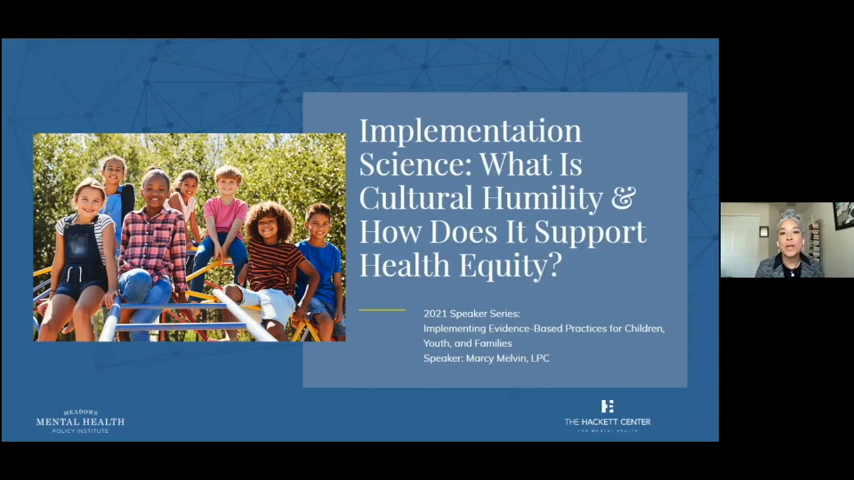 Implementation
Science: What Is
Cultural Humility &
How Does It Support
Health Equity?
2021 Speaker Series:
Implementing Evidence-Based Practices for Children,
Youth, and Families
Speaker: Marcy Melvin, LPC
MEADOWS
MENTAL HEALTH
POLICY INSTITUTE
THE HACKETT CENTER
FOR MENTAL HEALTH